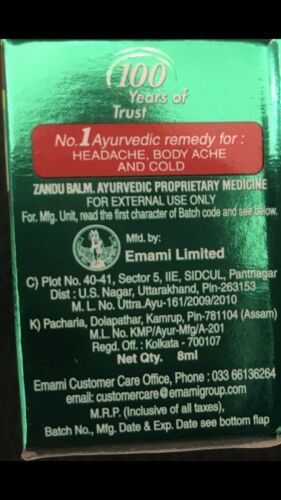 100
Years of
Trust
No.1 Ayurvedic remedy for :
HEADACHE, BODY ACHE
AND COLD
ZANDU BALM. AYURVEDIC PROPRIETARY MEDICINE
FOR EXTERNAL USE ONLY
For. Mfg. Unit, read the first character of Batch code and see below.
Mfd. by:
Emami Limited
C) Plot No. 40-41, Sector 5, IIE, SIDCUL, Pantnagar
Dist : U.S. Nagar, Uttarakhand, Pin-263153
M. L. No. Uttra.Ayu-161/2009/2010
K) Pacharia, Dolapathar, Kamrup, Pin-781104 (Assam)
M.L. No. KMP/Ayur-Mfg/A-201
Regd. Off. : Kolkata - 700107
Net Qty. 8ml
Emami Customer Care Office, Phone : 033 66136264
email: customercare@emamigroup.com
M.R.P. (Inclusive of all taxes),
Batch No., Mfg. Date & Exp. Date see bottom flap